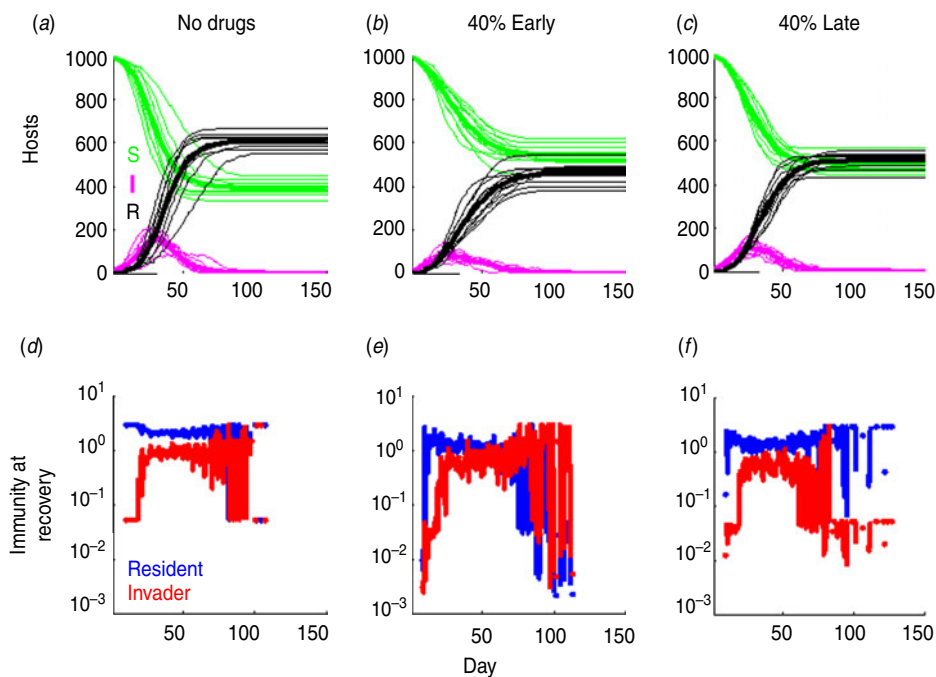 (a) No drugs
(b) 40% Early
(c) 40% Late
Hosts
1000
800
600
400
200
0
S
I
R
50 100 150
1000
800
600
400
200
0
50 100 150
1000
800
600
400
200
0
50 100 150
(d)
(e)
(f)
Immunity at
recovery
10^1
10^0
10^-1
10^-2
10^-3
Resident
Invader
50 100 150
10^1
10^0
10^-1
10^-2
10^-3
50 100 150
10^1
10^0
10^-1
10^-2
10^-3
50 100 150
Day